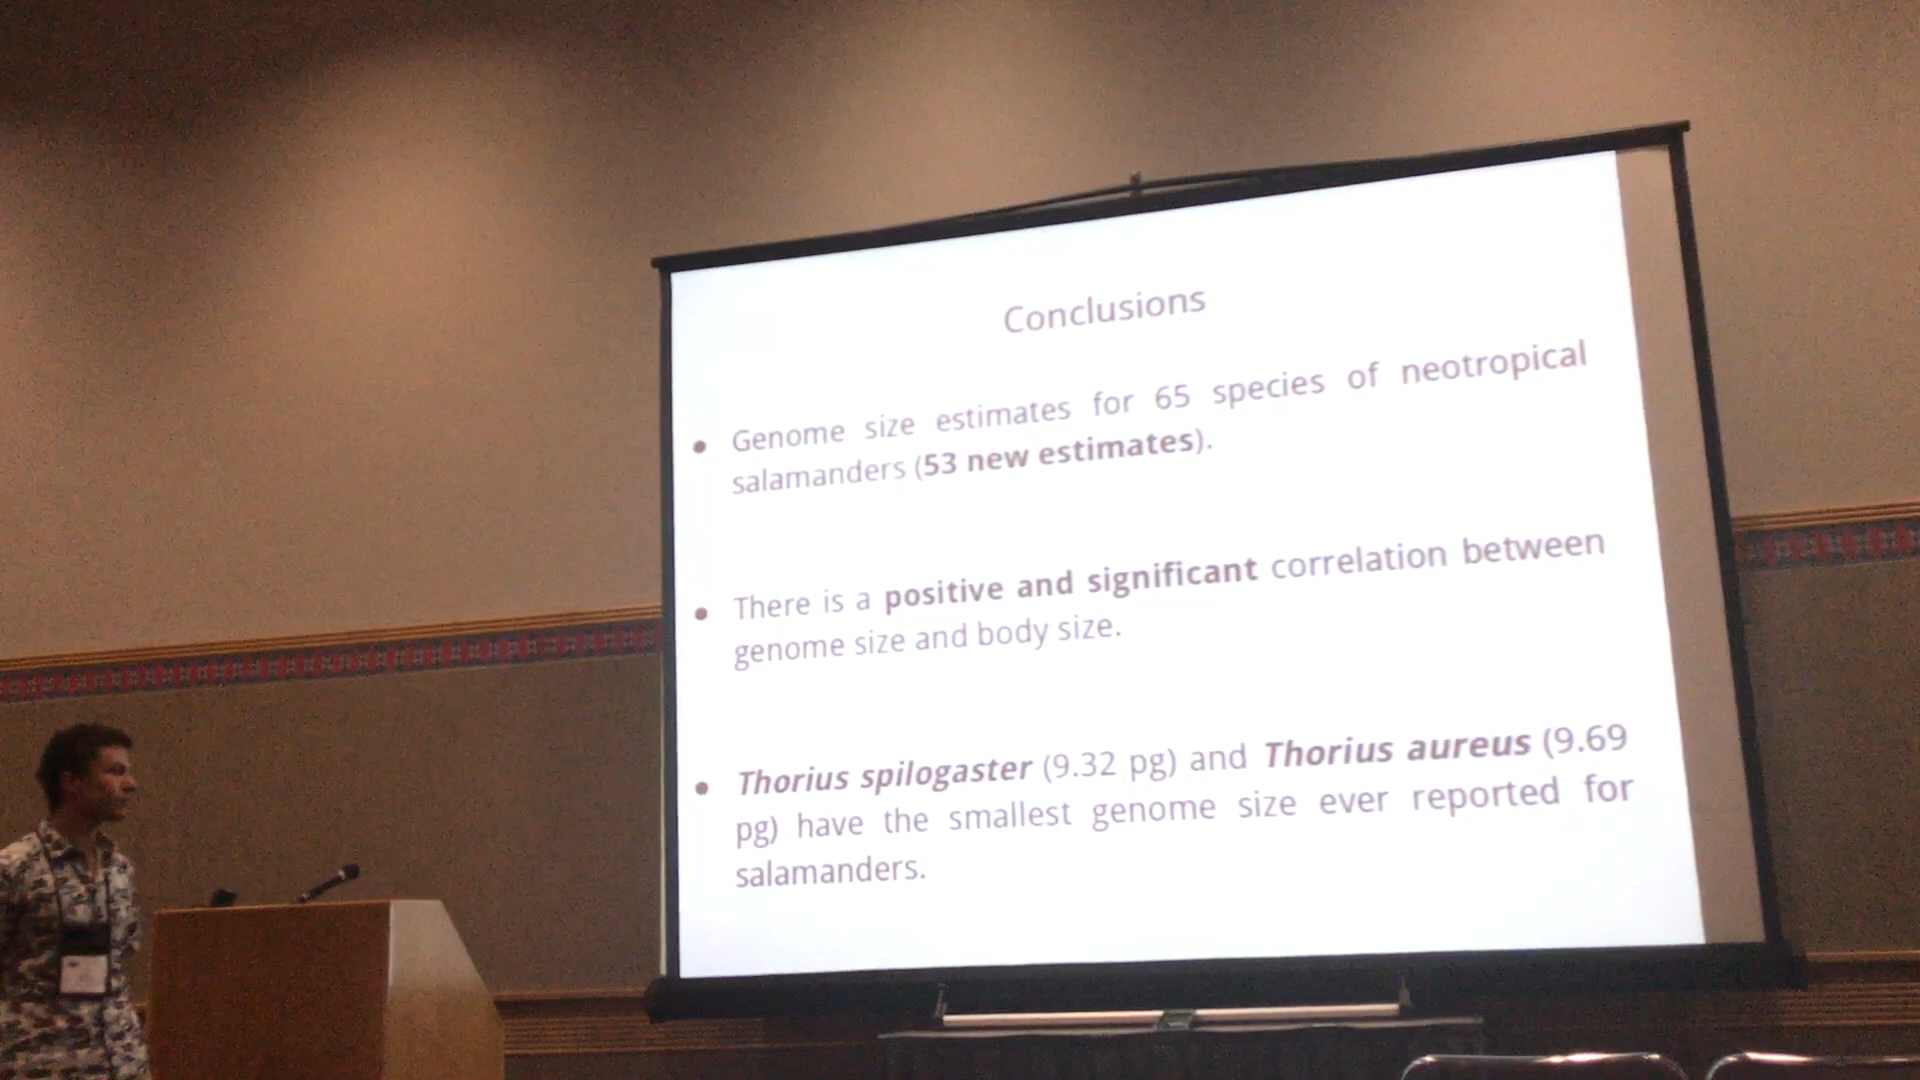 Conclusions
• Genome size estimates for 65 species of neotropical
salamanders (53 new estimates).
• There is a positive and significant correlation between
genome size and body size.
• Thorius spilogaster (9.32 pg) and Thorius aureus (9.69
pg) have the smallest genome size ever reported for
salamanders.